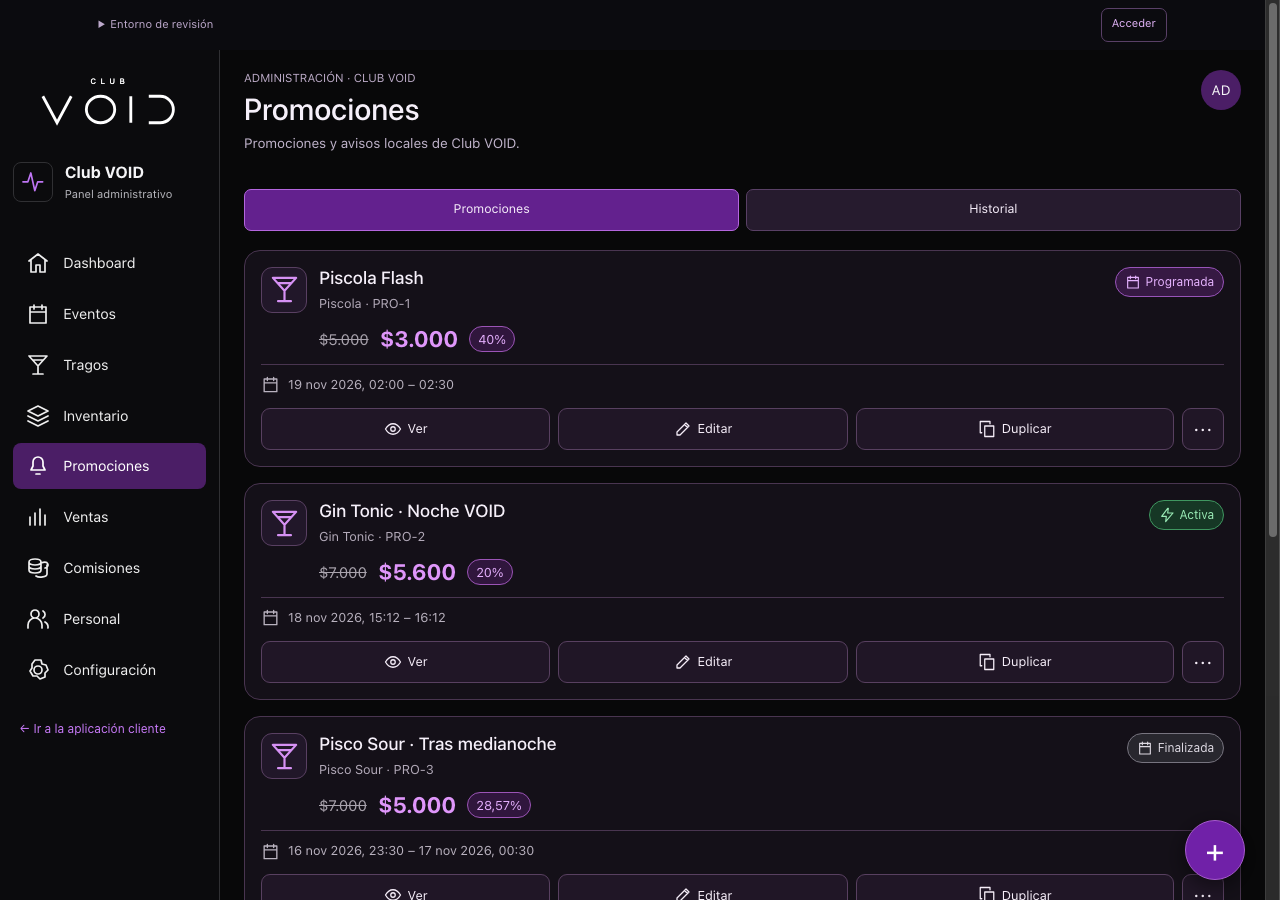 ▶ Entorno de revisión
Acceder
CLUB
VOID
Club VOID
Panel administrativo
Dashboard
Eventos
Tragos
Inventario
Promociones
Ventas
Comisiones
Personal
Configuración
← Ir a la aplicación cliente
ADMINISTRACIÓN · CLUB VOID
AD
Promociones
Promociones y avisos locales de Club VOID.
Promociones
Historial
Piscola Flash
Programada
Piscola · PRO-1
$5.000 $3.000 40%
19 nov 2026, 02:00 – 02:30
Ver
Editar
Duplicar
...
Gin Tonic · Noche VOID
Activa
Gin Tonic · PRO-2
$7.000 $5.600 20%
18 nov 2026, 15:12 – 16:12
Ver
Editar
Duplicar
...
Pisco Sour · Tras medianoche
Finalizada
Pisco Sour · PRO-3
$7.000 $5.000 28,57%
16 nov 2026, 23:30 – 17 nov 2026, 00:30
+
Ver
Editar
Duplicar
...